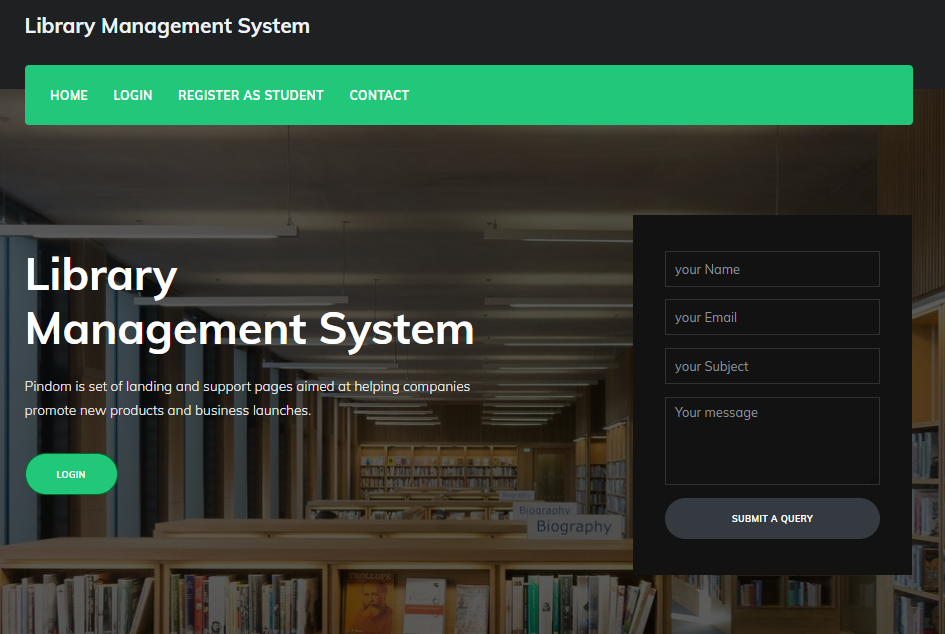 Library Management System
HOME LOGIN REGISTER AS STUDENT CONTACT
Library
Management System
Pindom is set of landing and support pages aimed at helping companies
promote new products and business launches.
LOGIN
your Name
your Email
your Subject
Your message
SUBMIT A QUERY
Biography
Biography
TROLLOPE